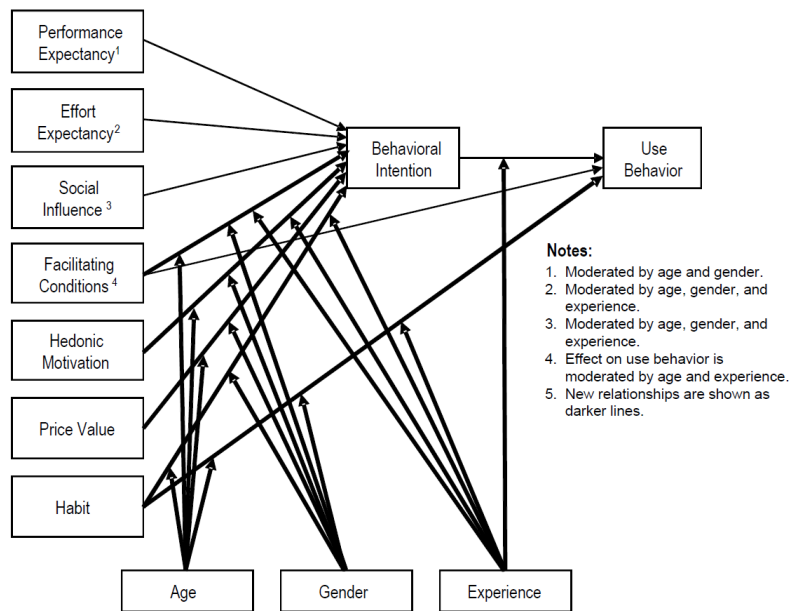 Performance
Expectancy¹
Effort
Expectancy²
Social
Influence ³
Facilitating
Conditions ⁴
Hedonic
Motivation
Price Value
Habit
Behavioral
Intention
Use
Behavior
Notes:
1. Moderated by age and gender.
2. Moderated by age, gender, and
experience.
3. Moderated by age, gender, and
experience.
4. Effect on use behavior is
moderated by age and experience.
5. New relationships are shown as
darker lines.
Age
Gender
Experience